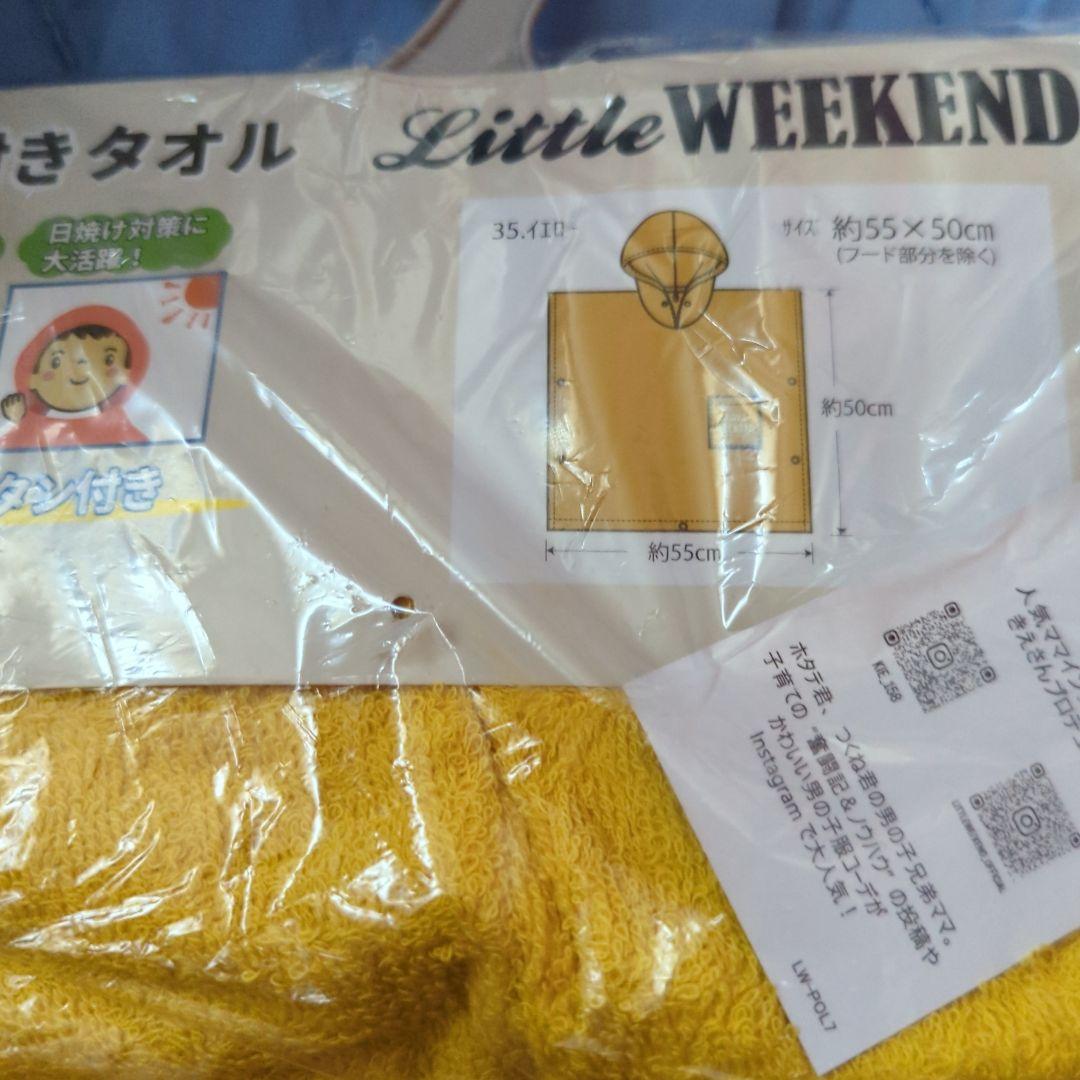 きタオル
Little WEEKEND
日焼け対策に
大活躍!
タン付き
35.イエロー
サイズ 約55×50cm
(フード部分を除く)
約50cm
約55cm
人気ママイン
きえさんプロデ
KIE_158
ホタテ君、つくね君の男の子兄弟ママ。
子育ての“奮闘記&ノウハウ”の投稿や
かわいい男の子服コーデが
Instagramで大人気!
LW-POL7